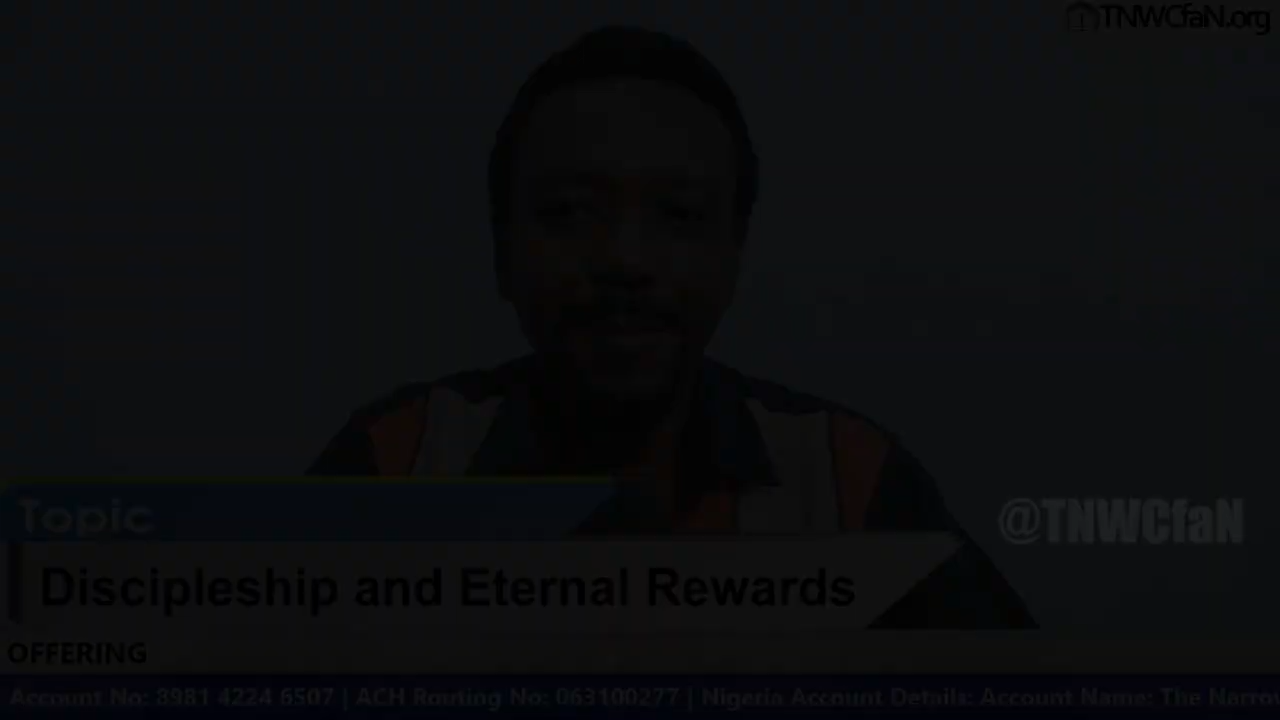 TNWCfaN.org
Topic
@TNWCfaN
Discipleship and Eternal Rewards
OFFERING
Account No: 8981 4224 6507 | ACH Routing No: 063100277 | Nigeria Account Details: Account Name: The Narro